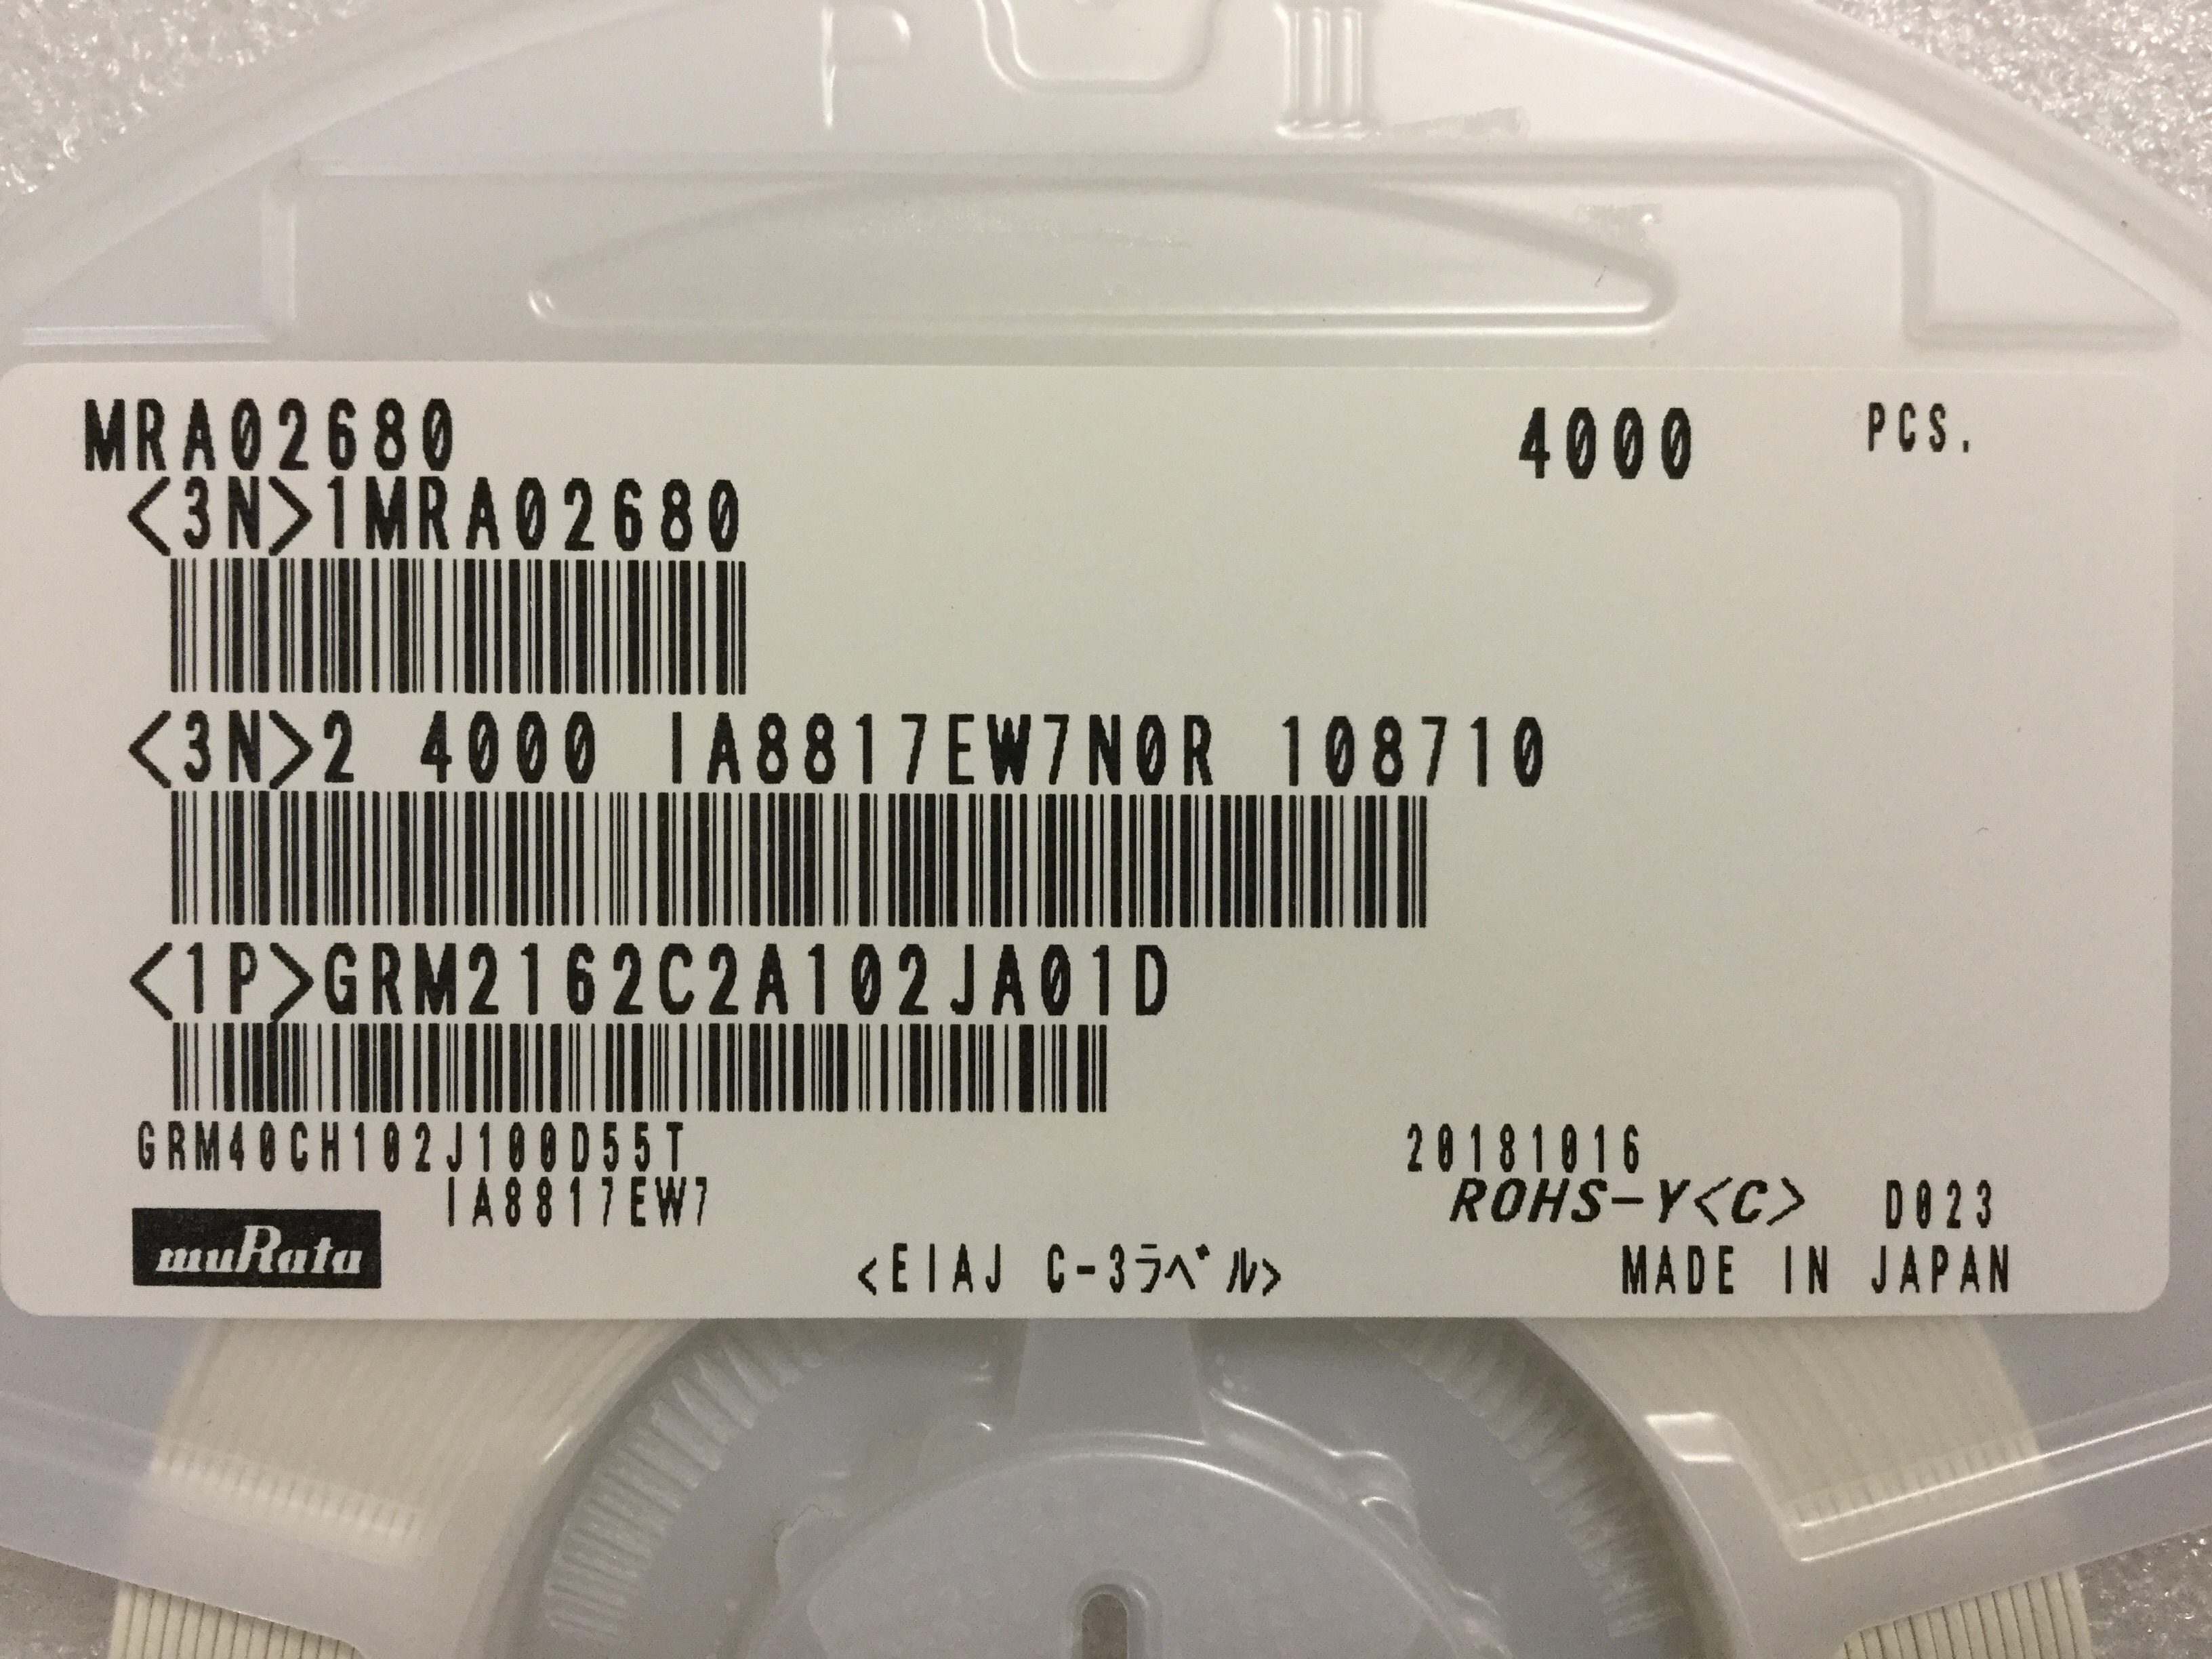 MRA02680 4000 PCS.
<3N>1MRA02680
<3N>2 4000 IA8817EW7N0R 108710
<1P>GRM2162C2A102JA01D
GRM40CH102J100D55T 20181016
IA8817EW7 ROHS-Y<C> D023
muRata <EIAJ C-3ラベル> MADE IN JAPAN